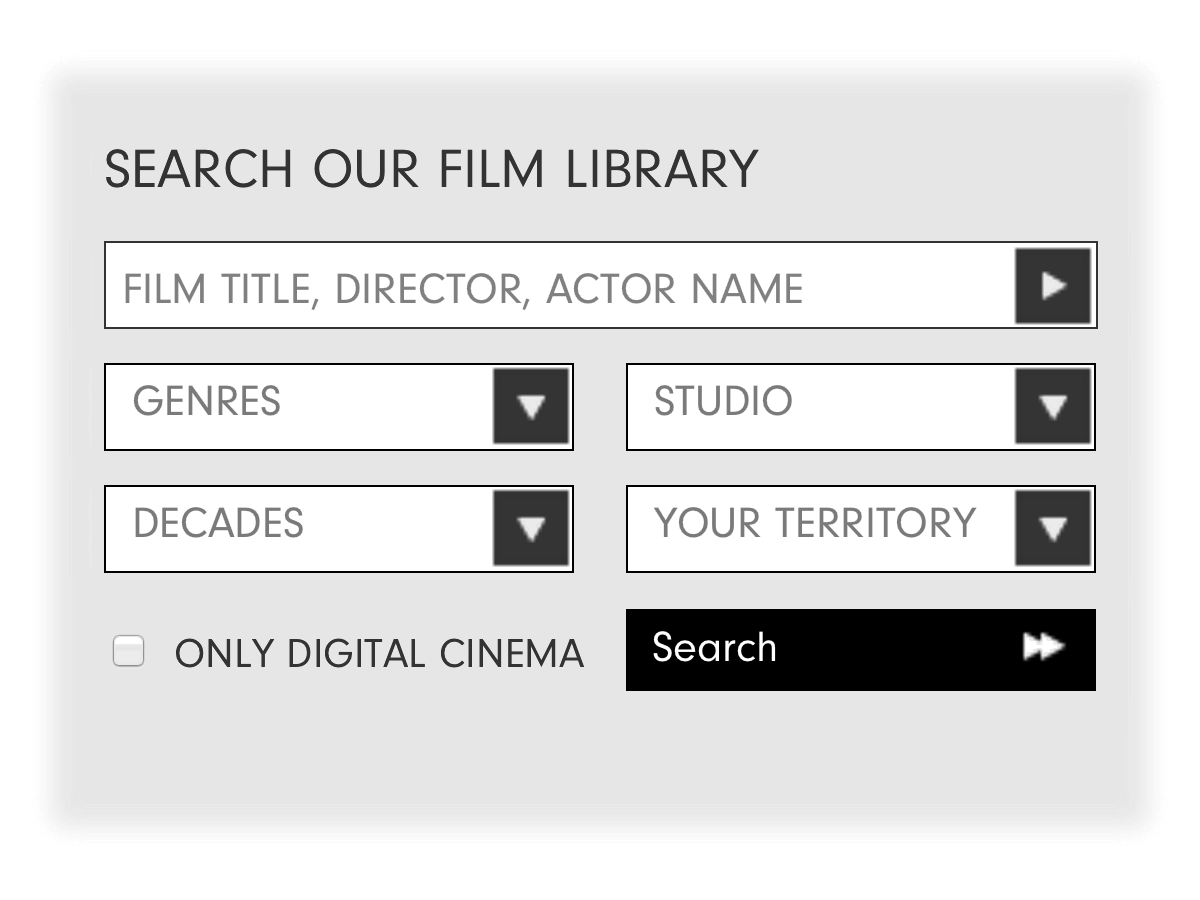 SEARCH OUR FILM LIBRARY
FILM TITLE, DIRECTOR, ACTOR NAME
GENRES
STUDIO
DECADES
YOUR TERRITORY
ONLY DIGITAL CINEMA
Search